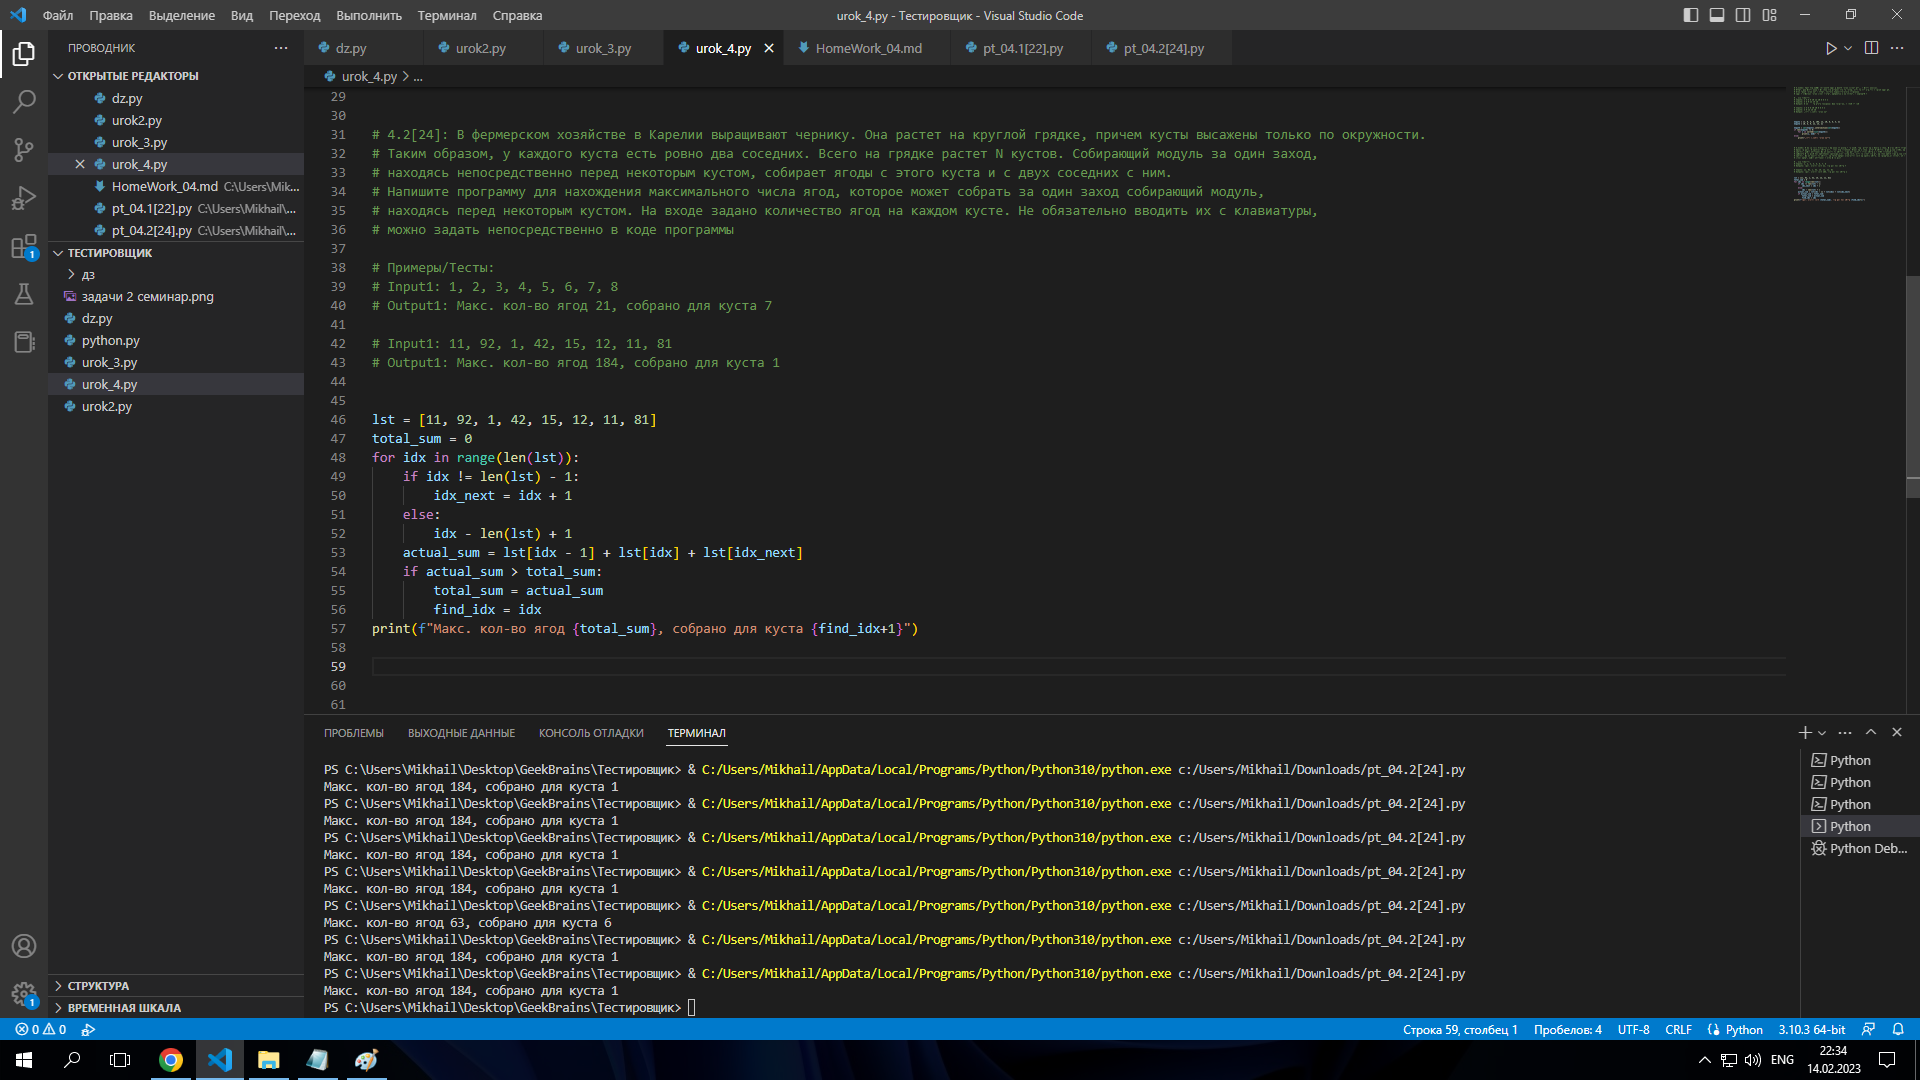 Файл Правка Выделение Вид Переход Выполнить Терминал Справка
urok_4.py - Тестировщик - Visual Studio Code
ПРОВОДНИК
dz.py urok2.py urok_3.py urok_4.py HomeWork_04.md pt_04.1[22].py pt_04.2[24].py
ОТКРЫТЫЕ РЕДАКТОРЫ
dz.py
urok2.py
urok_3.py
urok_4.py
HomeWork_04.md C:\Users\Mik...
pt_04.1[22].py C:\Users\Mikhail\...
pt_04.2[24].py C:\Users\Mikhail\...
1
ТЕСТИРОВЩИК
дз
задачи 2 семинар.png
dz.py
python.py
urok_3.py
urok_4.py
urok2.py
СТРУКТУРА
1
ВРЕМЕННАЯ ШКАЛА
urok_4.py > ...
29
30
31 # 4.2[24]: В фермерском хозяйстве в Карелии выращивают чернику. Она растет на круглой грядке, причем кусты высажены только по окружности.
32 # Таким образом, у каждого куста есть ровно два соседних. Всего на грядке растет N кустов. Собирающий модуль за один заход,
33 # находясь непосредственно перед некоторым кустом, собирает ягоды с этого куста и с двух соседних с ним.
34 # Напишите программу для нахождения максимального числа ягод, которое может собрать за один заход собирающий модуль,
35 # находясь перед некоторым кустом. На входе задано количество ягод на каждом кусте. Не обязательно вводить их с клавиатуры,
36 # можно задать непосредственно в коде программы
37
38 # Примеры/Тесты:
39 # Input1: 1, 2, 3, 4, 5, 6, 7, 8
40 # Output1: Макс. кол-во ягод 21, собрано для куста 7
41
42 # Input1: 11, 92, 1, 42, 15, 12, 11, 81
43 # Output1: Макс. кол-во ягод 184, собрано для куста 1
44
45
46 lst = [11, 92, 1, 42, 15, 12, 11, 81]
47 total_sum = 0
48 for idx in range(len(lst)):
49 if idx != len(lst) - 1:
50 idx_next = idx + 1
51 else:
52 idx - len(lst) + 1
53 actual_sum = lst[idx - 1] + lst[idx] + lst[idx_next]
54 if actual_sum > total_sum:
55 total_sum = actual_sum
56 find_idx = idx
57 print(f"Макс. кол-во ягод {total_sum}, собрано для куста {find_idx+1}")
58
59
60
61
ПРОБЛЕМЫ ВЫХОДНЫЕ ДАННЫЕ КОНСОЛЬ ОТЛАДКИ ТЕРМИНАЛ
PS C:\Users\Mikhail\Desktop\GeekBrains\Тестировщик> & C:/Users/Mikhail/AppData/Local/Programs/Python/Python310/python.exe c:/Users/Mikhail/Downloads/pt_04.2[24].py
Макс. кол-во ягод 184, собрано для куста 1
PS C:\Users\Mikhail\Desktop\GeekBrains\Тестировщик> & C:/Users/Mikhail/AppData/Local/Programs/Python/Python310/python.exe c:/Users/Mikhail/Downloads/pt_04.2[24].py
Макс. кол-во ягод 184, собрано для куста 1
PS C:\Users\Mikhail\Desktop\GeekBrains\Тестировщик> & C:/Users/Mikhail/AppData/Local/Programs/Python/Python310/python.exe c:/Users/Mikhail/Downloads/pt_04.2[24].py
Макс. кол-во ягод 184, собрано для куста 1
PS C:\Users\Mikhail\Desktop\GeekBrains\Тестировщик> & C:/Users/Mikhail/AppData/Local/Programs/Python/Python310/python.exe c:/Users/Mikhail/Downloads/pt_04.2[24].py
Макс. кол-во ягод 184, собрано для куста 1
PS C:\Users\Mikhail\Desktop\GeekBrains\Тестировщик> & C:/Users/Mikhail/AppData/Local/Programs/Python/Python310/python.exe c:/Users/Mikhail/Downloads/pt_04.2[24].py
Макс. кол-во ягод 63, собрано для куста 6
PS C:\Users\Mikhail\Desktop\GeekBrains\Тестировщик> & C:/Users/Mikhail/AppData/Local/Programs/Python/Python310/python.exe c:/Users/Mikhail/Downloads/pt_04.2[24].py
Макс. кол-во ягод 184, собрано для куста 1
PS C:\Users\Mikhail\Desktop\GeekBrains\Тестировщик> & C:/Users/Mikhail/AppData/Local/Programs/Python/Python310/python.exe c:/Users/Mikhail/Downloads/pt_04.2[24].py
Макс. кол-во ягод 184, собрано для куста 1
PS C:\Users\Mikhail\Desktop\GeekBrains\Тестировщик>
Python
Python
Python
Python
Python Deb...
0 0 Строка 59, столбец 1 Пробелов: 4 UTF-8 CRLF Python 3.10.3 64-bit
ENG 22:34
14.02.2023